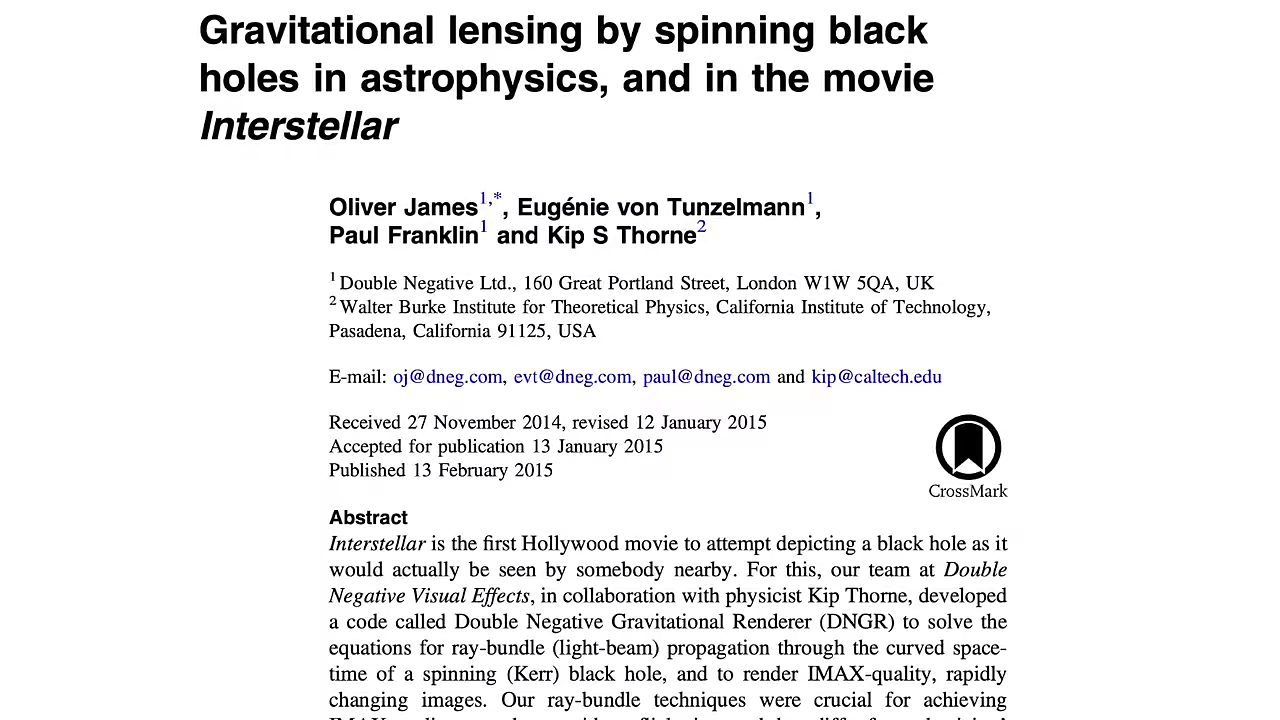 Gravitational lensing by spinning black
holes in astrophysics, and in the movie
Interstellar
Oliver James1,*, Eugénie von Tunzelmann1,
Paul Franklin1 and Kip S Thorne2
1 Double Negative Ltd., 160 Great Portland Street, London W1W 5QA, UK
2 Walter Burke Institute for Theoretical Physics, California Institute of Technology,
Pasadena, California 91125, USA
E-mail: oj@dneg.com, evt@dneg.com, paul@dneg.com and kip@caltech.edu
Received 27 November 2014, revised 12 January 2015
Accepted for publication 13 January 2015
Published 13 February 2015
CrossMark
Abstract
Interstellar is the first Hollywood movie to attempt depicting a black hole as it
would actually be seen by somebody nearby. For this, our team at Double
Negative Visual Effects, in collaboration with physicist Kip Thorne, developed
a code called Double Negative Gravitational Renderer (DNGR) to solve the
equations for ray-bundle (light-beam) propagation through the curved space-
time of a spinning (Kerr) black hole, and to render IMAX-quality, rapidly
changing images. Our ray-bundle techniques were crucial for achieving